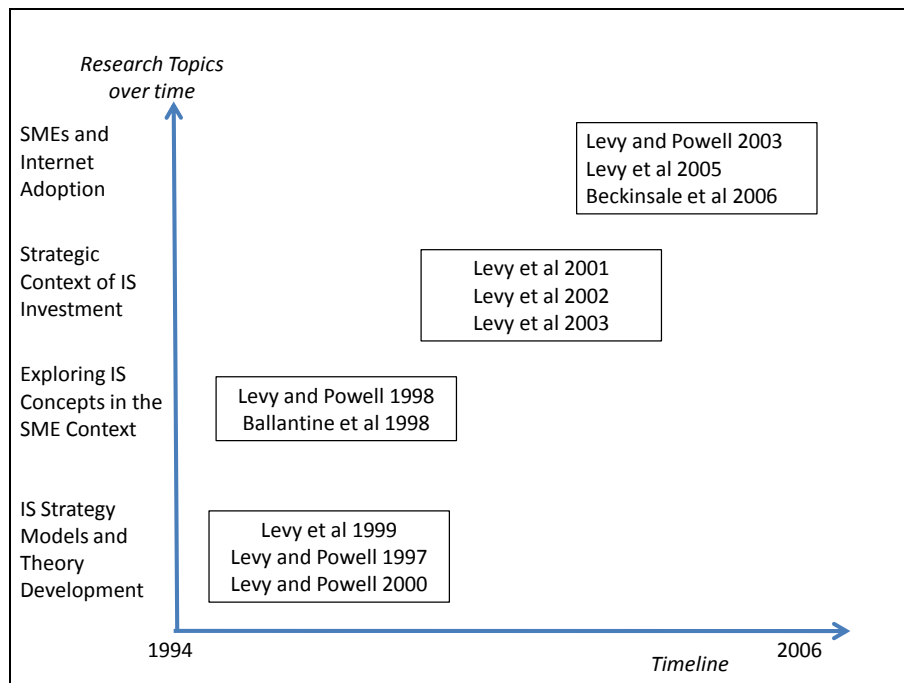 Research Topics
over time
SMEs and
Internet
Adoption
Levy and Powell 2003
Levy et al 2005
Beckinsale et al 2006
Strategic
Context of IS
Investment
Levy et al 2001
Levy et al 2002
Levy et al 2003
Exploring IS
Concepts in the
SME Context
Levy and Powell 1998
Ballantine et al 1998
IS Strategy
Models and
Theory
Development
Levy et al 1999
Levy and Powell 1997
Levy and Powell 2000
1994
2006
Timeline